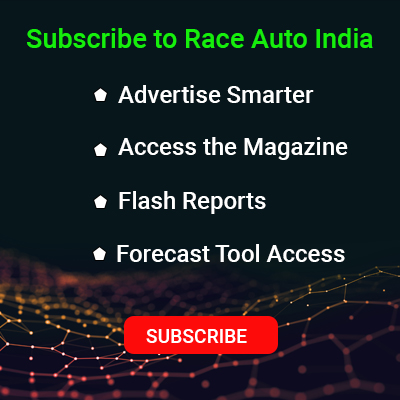 Subscribe to Race Auto India
Advertise Smarter
Access the Magazine
Flash Reports
Forecast Tool Access
SUBSCRIBE